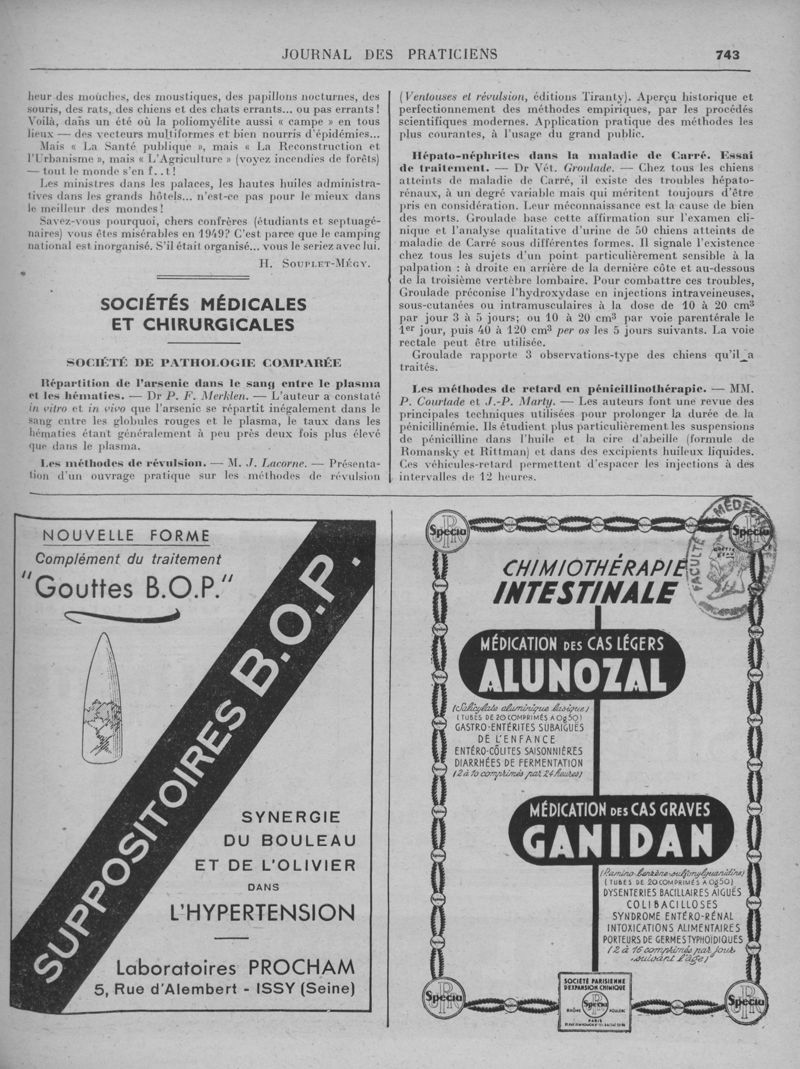 JOURNAL DES PRATICIENS
743
heur des mouches, des moustiques, des papillons nocturnes, des
souris, des rats, des chiens et des chats errants... ou pas errants !
Voilà, dans un été où la poliomyélite aussi « campe » en tous
lieux — des vecteurs multiformes et bien nourris d'épidémies...
Mais « La Santé publique », mais « La Reconstruction et
l'Urbanisme », mais « L'Agriculture » (voyez incendies de forêts)
— tout le monde s'en f. . t !
Les ministres dans les palaces, les hautes huiles administra-
tives dans les grands hôtels... n'est-ce pas pour le mieux dans
le meilleur des mondes !
Savez-vous pourquoi, chers confrères (étudiants et septuagé-
naires) vous êtes misérables en 1949? C'est parce que le camping
national est inorganisé. S'il était organisé... vous le seriez avec lui.
H. Souplet-Mégy.
SOCIÉTÉS MÉDICALES
ET CHIRURGICALES
SOCIÉTÉ DE PATHOLOGIE COMPARÉE
Répartition de l'arsenic dans le sang entre le plasma
et les hématies. — Dr P. F. Merklen. — L'auteur a constaté
in vitro et in vivo que l'arsenic se répartit inégalement dans le
sang entre les globules rouges et le plasma, le taux dans les
hématies étant généralement à peu près deux fois plus élevé
que dans le plasma.
Les méthodes de révulsion. — M. J. Lacorne. — Présenta-
tion d'un ouvrage pratique sur les méthodes de révulsion
(Ventouses et révulsion, éditions Tiranty). Aperçu historique et
perfectionnement des méthodes empiriques, par les procédés
scientifiques modernes. Application pratique des méthodes les
plus courantes, à l'usage du grand public.
Hépato-néphrites dans la maladie de Carré. Essai
de traitement. — Dr Vét. Groulade. — Chez tous les chiens
atteints de maladie de Carré, il existe des troubles hépato-
rénaux, à un degré variable mais qui méritent toujours d'être
pris en considération. Leur méconnaissance est la cause de bien
des morts. Groulade base cette affirmation sur l'examen cli-
nique et l'analyse qualitative d'urine de 50 chiens atteints de
maladie de Carré sous différentes formes. Il signale l'existence
chez tous les sujets d'un point particulièrement sensible à la
palpation : à droite en arrière de la dernière côte et au-dessous
de la troisième vertèbre lombaire. Pour combattre ces troubles,
Groulade préconise l'hydroxydase en injections intraveineuses,
sous-cutanées ou intramusculaires à la dose de 10 à 20 cm³
par jour 3 à 5 jours; ou 10 à 20 cm³ par voie parentérale le
1er jour, puis 40 à 120 cm³ per os les 5 jours suivants. La voie
rectale peut être utilisée.
Groulade rapporte 3 observations-type des chiens qu'il a
traités.
Les méthodes de retard en pénicillinothérapie. — MM.
P. Courtade et J.-P. Marty. — Les auteurs font une revue des
principales techniques utilisées pour prolonger la durée de la
pénicillinémie. Ils étudient plus particulièrement les suspensions
de pénicilline dans l'huile et la cire d'abeille (formule de
Romansky et Rittman) et dans des excipients huileux liquides.
Ces véhicules-retard permettent d'espacer les injections à des
intervalles de 12 heures.
NOUVELLE FORME
Complément du traitement
"Gouttes B.O.P."
SUPPOSITOIRES B.O.P.
SYNERGIE
DU BOULEAU
ET DE L'OLIVIER
DANS
L'HYPERTENSION
Laboratoires PROCHAM
5, Rue d'Alembert - ISSY (Seine)
Specia
Specia
FACULTÉ MÉDE
CHIMIOTHÉRAPIE
INTESTINALE
MÉDICATION DES CAS LÉGERS
ALUNOZAL
(Salicylate aluminique basique)
(TUBES DE 20 COMPRIMÉS A 0g50)
GASTRO-ENTÉRITES SUBAIGUËS
DE L'ENFANCE
ENTÉRO-COLITES SAISONNIÈRES
DIARRHÉES DE FERMENTATION
(2 à 10 comprimés par 24 heures)
MÉDICATION DES CAS GRAVES
GANIDAN
(Paraminobenzène-sulfonylguanidine)
(TUBES DE 20 COMPRIMÉS A 0g50)
DYSENTERIES BACILLAIRES AIGUËS
COLIBACILLOSES
SYNDROME ENTÉRO-RÉNAL
INTOXICATIONS ALIMENTAIRES
PORTEURS DE GERMES TYPHOÏDIQUES
(2 à 16 comprimés par jour
suivant l'âge)
Specia
Specia
SOCIÉTÉ PARISIENNE
D'EXPANSION CHIMIQUE
RHÔNE
Specia
POULENC
PARIS